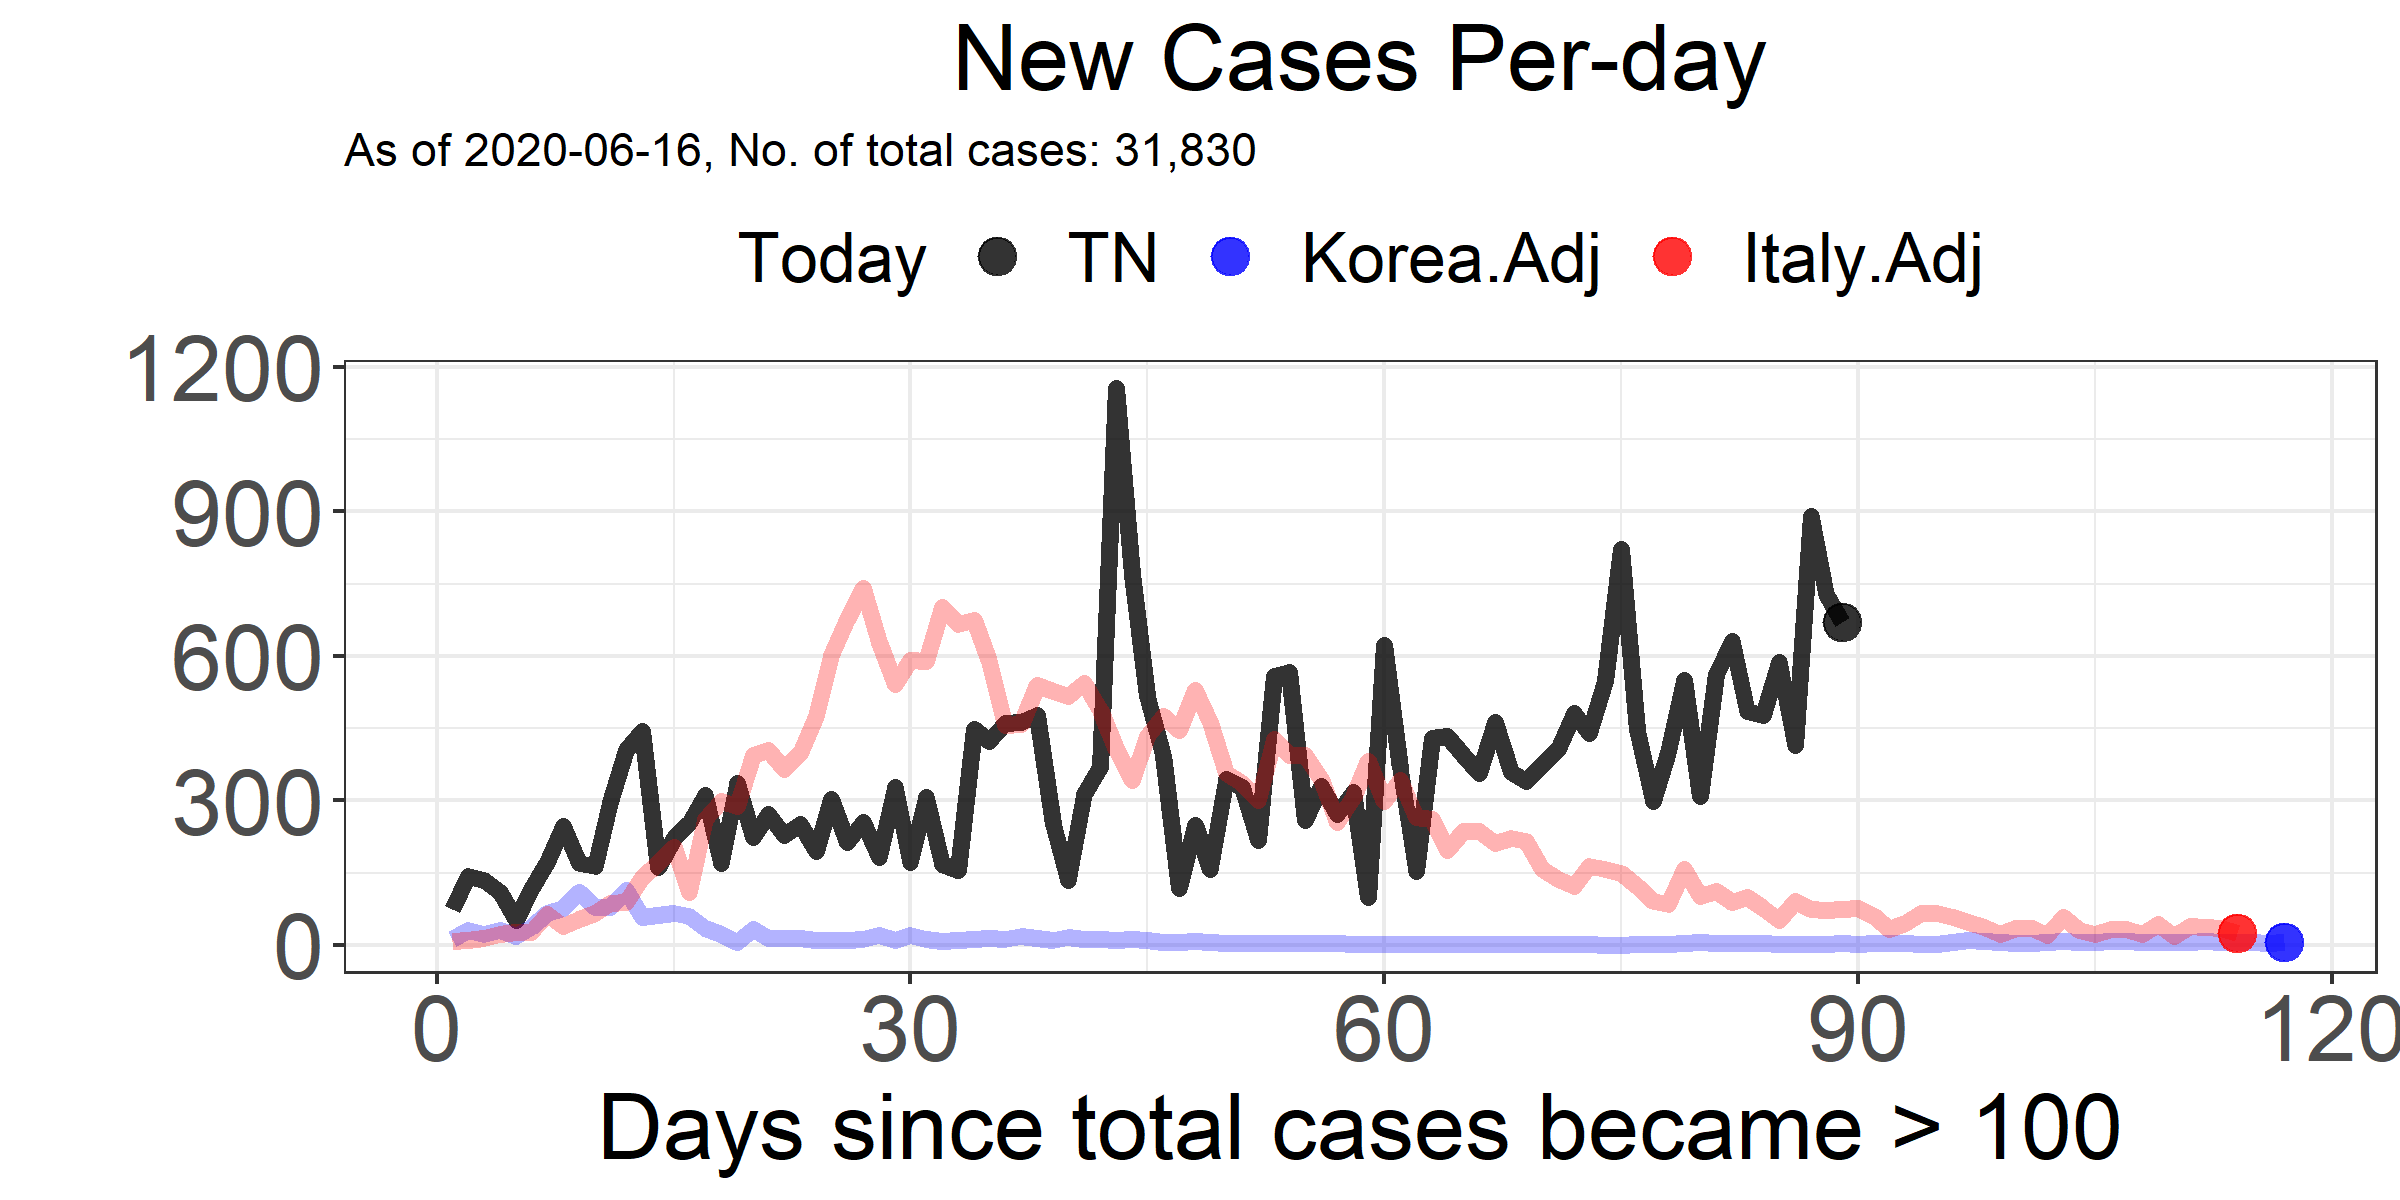 New Cases Per-day
As of 2020-06-16, No. of total cases: 31,830
Today TN Korea.Adj Italy.Adj
1200
900
600
300
0
0 30 60 90 120
Days since total cases became > 100